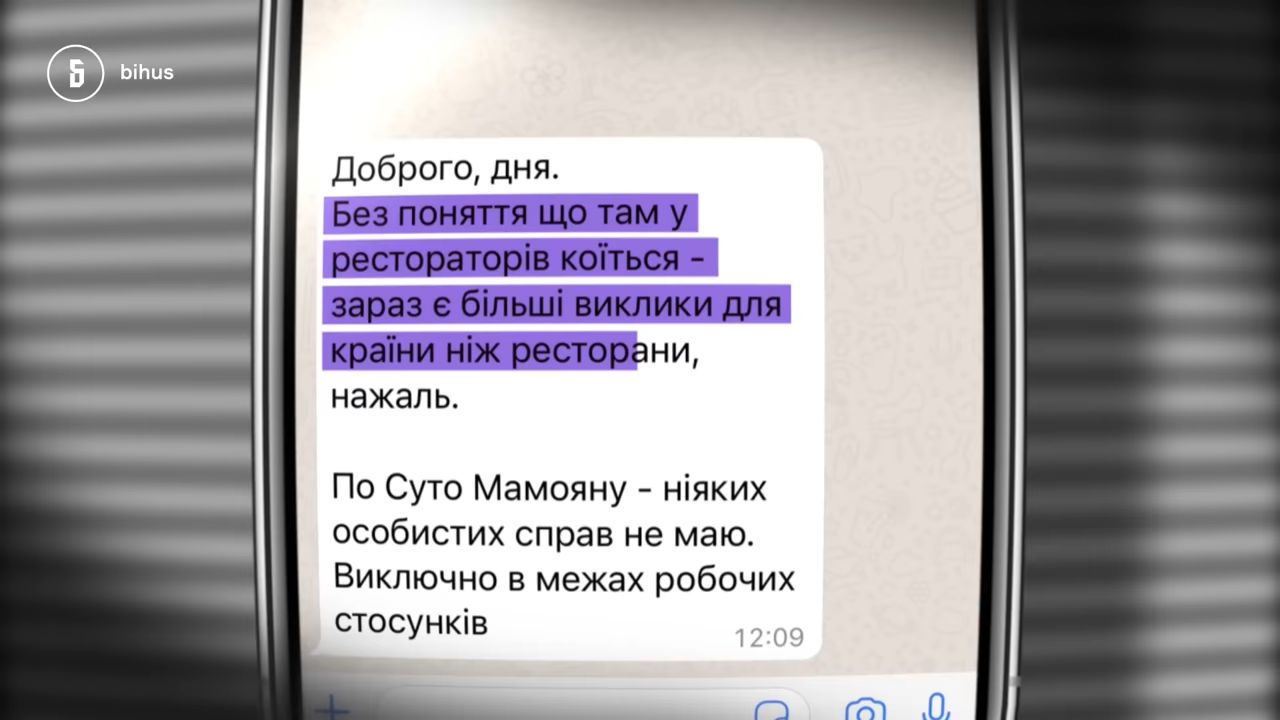 bihus
Доброго, дня.
Без поняття що там у
рестораторів коїться -
зараз є більші виклики для
країни ніж ресторани,
нажаль.
По Суто Мамояну - ніяких
особистих справ не маю.
Виключно в межах робочих
стосунків
12:09